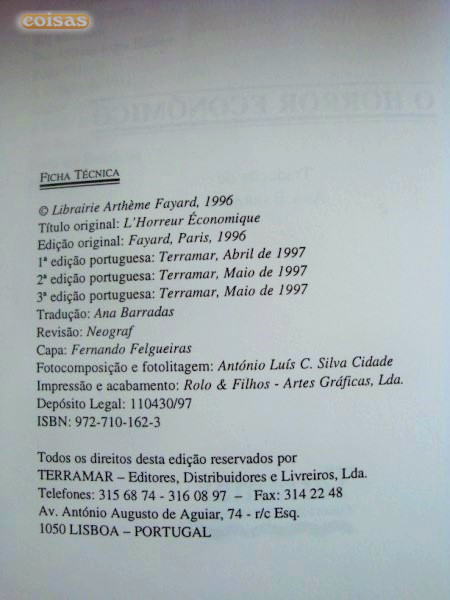 coisas
FICHA TÉCNICA
© Librairie Arthème Fayard, 1996
Título original: L'Horreur Économique
Edição original: Fayard, Paris, 1996
1ª edição portuguesa: Terramar, Abril de 1997
2ª edição portuguesa: Terramar, Maio de 1997
3ª edição portuguesa: Terramar, Maio de 1997
Tradução: Ana Barradas
Revisão: Neograf
Capa: Fernando Felgueiras
Fotocomposição e fotolitagem: António Luís C. Silva Cidade
Impressão e acabamento: Rolo & Filhos - Artes Gráficas, Lda.
Depósito Legal: 110430/97
ISBN: 972-710-162-3
Todos os direitos desta edição reservados por
TERRAMAR – Editores, Distribuidores e Livreiros, Lda.
Telefones: 315 68 74 - 316 08 97 – Fax: 314 22 48
Av. António Augusto de Aguiar, 74 - r/c Esq.
1050 LISBOA – PORTUGAL
O HORROR ECONÓMICO